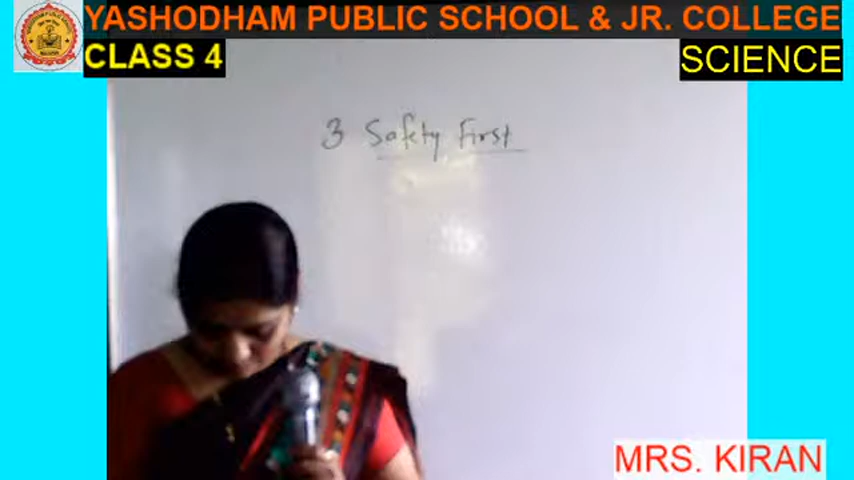 YASHODHAM PUBLIC SCHOOL & JR. COLLEGE
CLASS 4
SCIENCE
3 Safety First
MRS. KIRAN